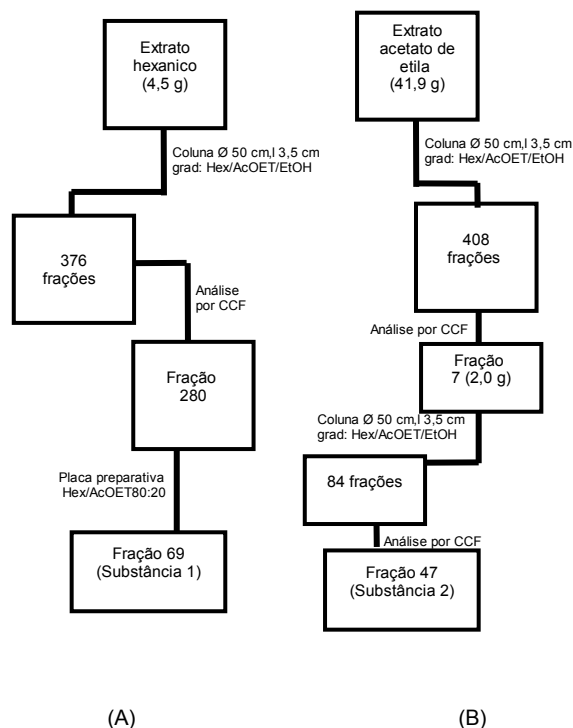 Extrato
hexanico
(4,5 g)
Coluna Ø 50 cm,l 3,5 cm
grad: Hex/AcOET/EtOH
376
frações
Análise
por CCF
Fração
280
Placa preparativa
Hex/AcOET80:20
Fração 69
(Substância 1)
(A)
Extrato
acetato de
etila
(41,9 g)
Coluna Ø 50 cm,l 3,5 cm
grad: Hex/AcOET/EtOH
408
frações
Análise por CCF
Fração
7 (2,0 g)
Coluna Ø 50 cm,l 3,5 cm
grad: Hex/AcOET/EtOH
84 frações
Análise por CCF
Fração 47
(Substância 2)
(B)